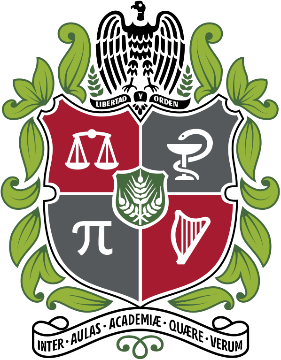 LIBERTAD Y ORDEN
π
INTER · AULAS · ACADEMIÆ · QUÆRE · VERUM